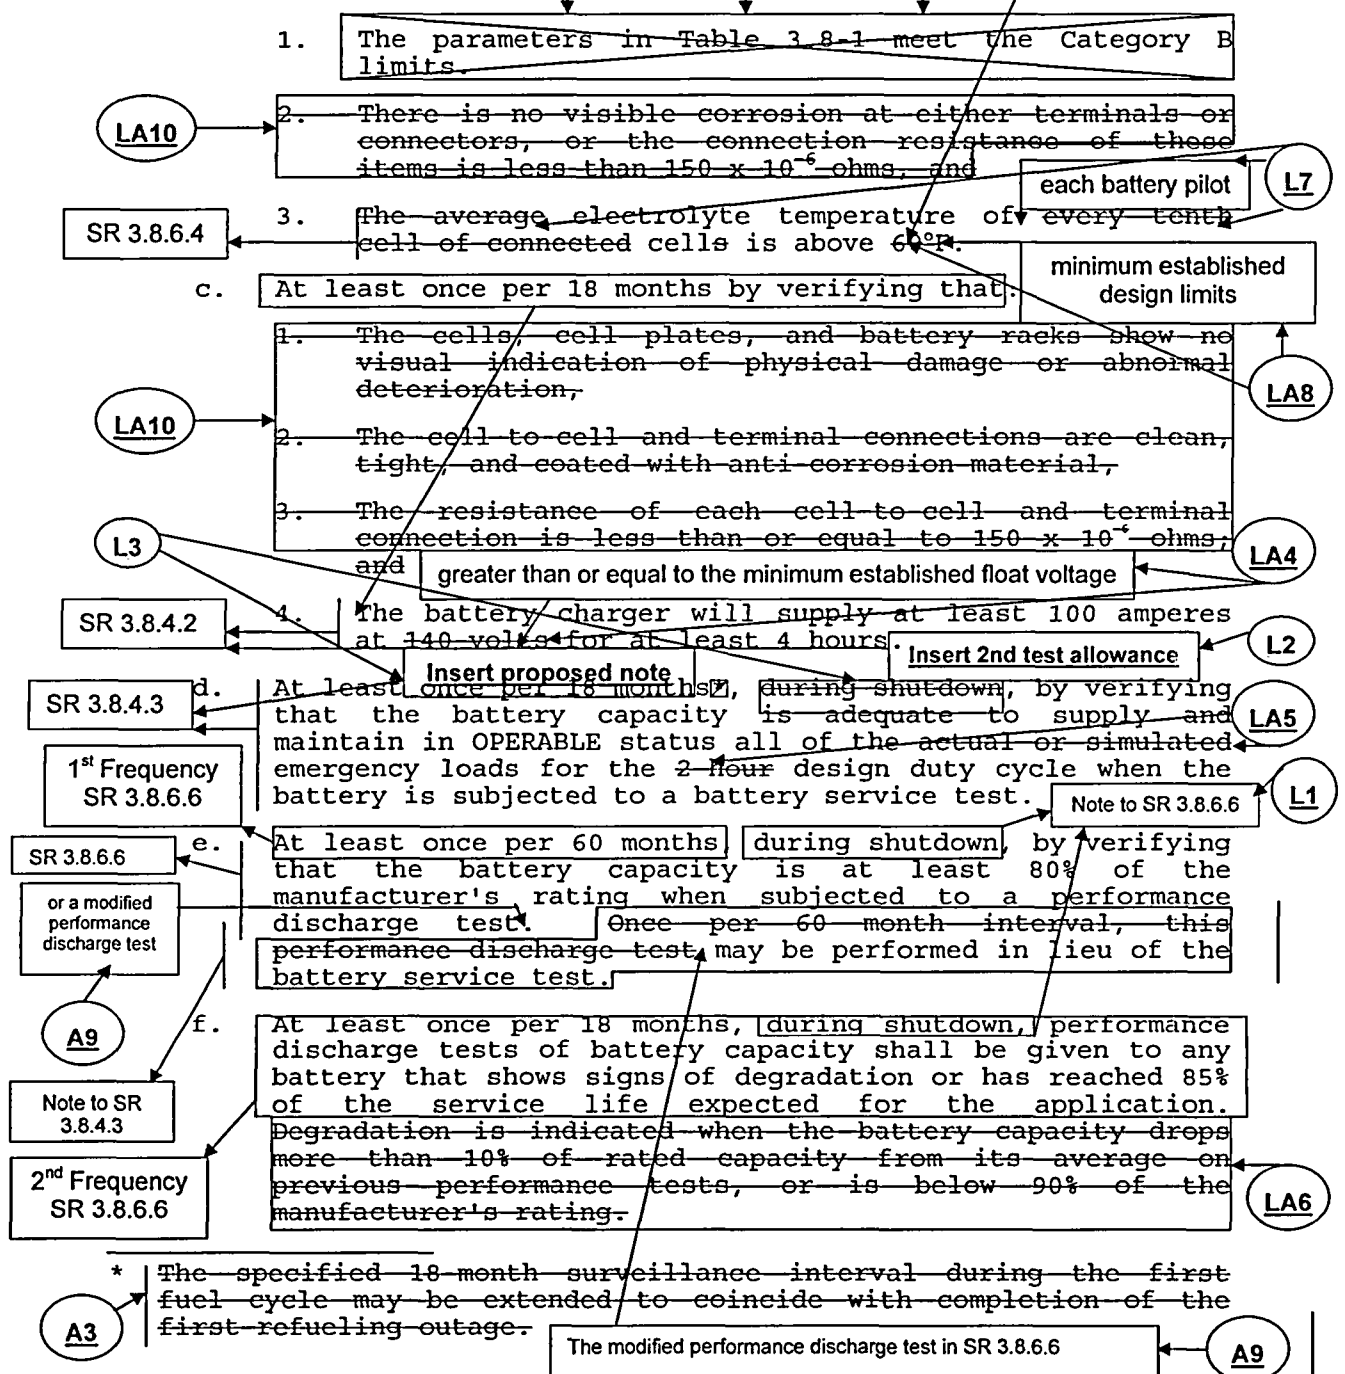 1. The parameters in Table 3.8-1 meet the Category B
limits.
LA10
2. There is no visible corrosion at either terminals or
connectors, or the connection resistance of these
items is less than 150 x 10⁻⁶ ohms, and
each battery pilot
L7
SR 3.8.6.4
3. The average electrolyte temperature of every tenth
cell of connected cells is above 60°F.
minimum established
design limits
c. At least once per 18 months by verifying that:
LA8
1. The cells, cell plates, and battery racks show no
visual indication of physical damage or abnormal
deterioration,
LA10
2. The cell-to-cell and terminal connections are clean,
tight, and coated with anti-corrosion material,
3. The resistance of each cell-to-cell and terminal
connection is less than or equal to 150 x 10⁻⁶ ohms;
and
L3
LA4
greater than or equal to the minimum established float voltage
SR 3.8.4.2
4. The battery charger will supply at least 100 amperes
at 140 volts for at least 4 hours.
Insert 2nd test allowance
L2
Insert proposed note
SR 3.8.4.3
d. At least once per 18 months*, during shutdown, by verifying
that the battery capacity is adequate to supply and
maintain in OPERABLE status all of the actual or simulated
emergency loads for the 2 hour design duty cycle when the
battery is subjected to a battery service test.
LA5
1st Frequency
SR 3.8.6.6
Note to SR 3.8.6.6
L1
SR 3.8.6.6
e. At least once per 60 months, during shutdown, by verifying
that the battery capacity is at least 80% of the
manufacturer's rating when subjected to a performance
discharge test. Once per 60 month interval, this
performance discharge test may be performed in lieu of the
battery service test.
or a modified
performance
discharge test
A9
f. At least once per 18 months, during shutdown, performance
discharge tests of battery capacity shall be given to any
battery that shows signs of degradation or has reached 85%
of the service life expected for the application.
Degradation is indicated when the battery capacity drops
more than 10% of rated capacity from its average on
previous performance tests, or is below 90% of the
manufacturer's rating.
Note to SR
3.8.4.3
2nd Frequency
SR 3.8.6.6
LA6
* The specified 18-month surveillance interval during the first
fuel cycle may be extended to coincide with completion of the
first refueling outage.
A3
The modified performance discharge test in SR 3.8.6.6
A9